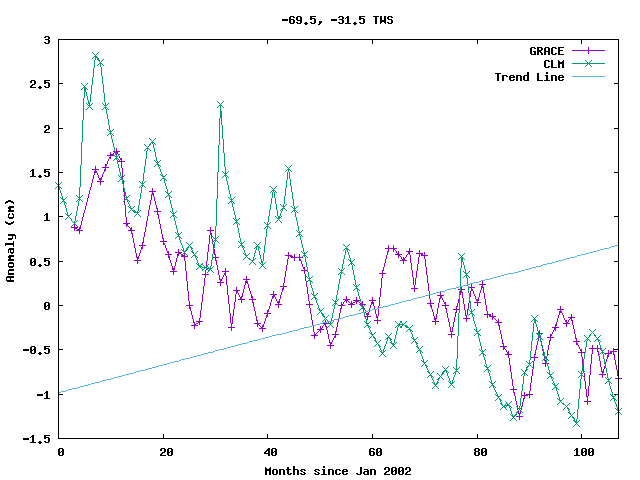 -69.5, -31.5 TWS
GRACE
CLM
Trend Line
3
2.5
2
1.5
1
0.5
0
-0.5
-1
-1.5
Anomaly (cm)
0 20 40 60 80 100
Months since Jan 2002